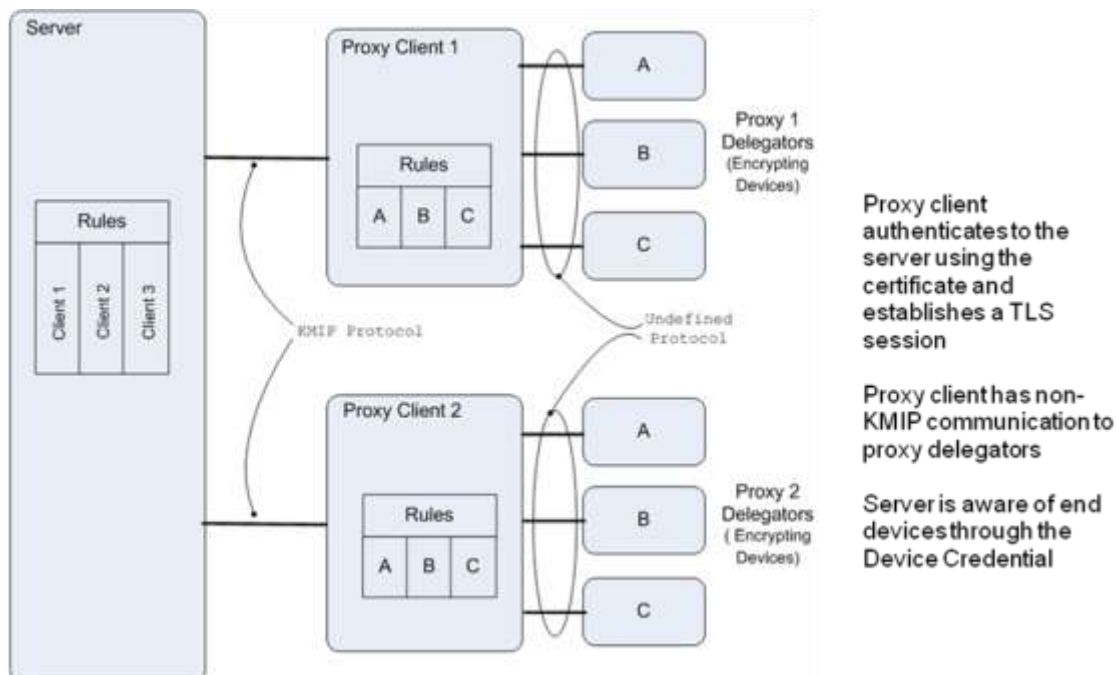 Server
Rules
Client 1
Client 2
Client 3
KMIP Protocol
Proxy Client 1
Rules
A B C
A
B
C
Proxy 1
Delegators
(Encrypting
Devices)
Undefined
Protocol
Proxy Client 2
Rules
A B C
A
B
C
Proxy 2
Delegators
( Encrypting
Devices)
Proxy client
authenticates to the
server using the
certificate and
establishes a TLS
session
Proxy client has non-
KMIP communication to
proxy delegators
Server is aware of end
devices through the
Device Credential